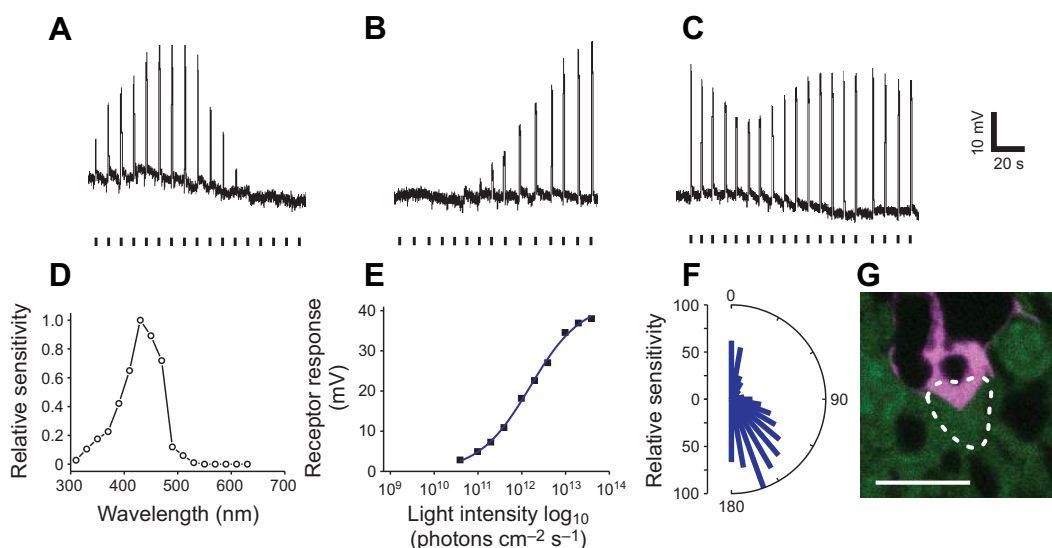 A
B
C
10 mV
20 s
D
Relative sensitivity
1.0
0.8
0.6
0.4
0.2
0
300
400
500
600
700
Wavelength (nm)
E
Receptor response
(mV)
40
30
20
10
0
10⁹
10¹⁰
10¹¹
10¹²
10¹³
10¹⁴
Light intensity log₁₀
(photons cm⁻² s⁻¹)
F
Relative sensitivity
100
50
0
50
100
0
90
180
G